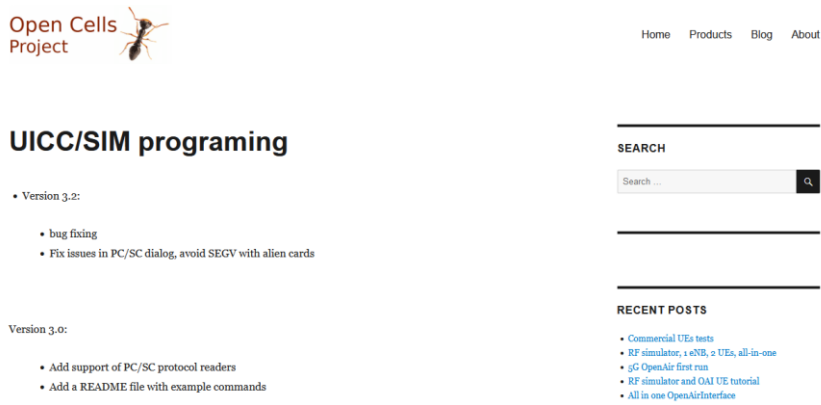 Open Cells
Project
Home Products Blog About
UICC/SIM programing
Version 3.2:
bug fixing
Fix issues in PC/SC dialog, avoid SEGV with alien cards
Version 3.0:
Add support of PC/SC protocol readers
Add a README file with example commands
SEARCH
Search ...
RECENT POSTS
Commercial UEs tests
RF simulator, 1 eNB, 2 UEs, all-in-one
5G OpenAir first run
RF simulator and OAI UE tutorial
All in one OpenAirInterface